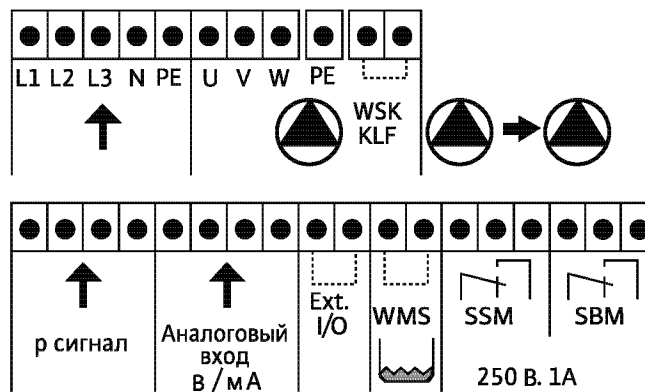 L1 L2 L3 N PE U V W PE
WSK
KLF
p сигнал
Аналоговый
вход
В / мА
Ext.
I/O
WMS
SSM
SBM
250 В. 1А